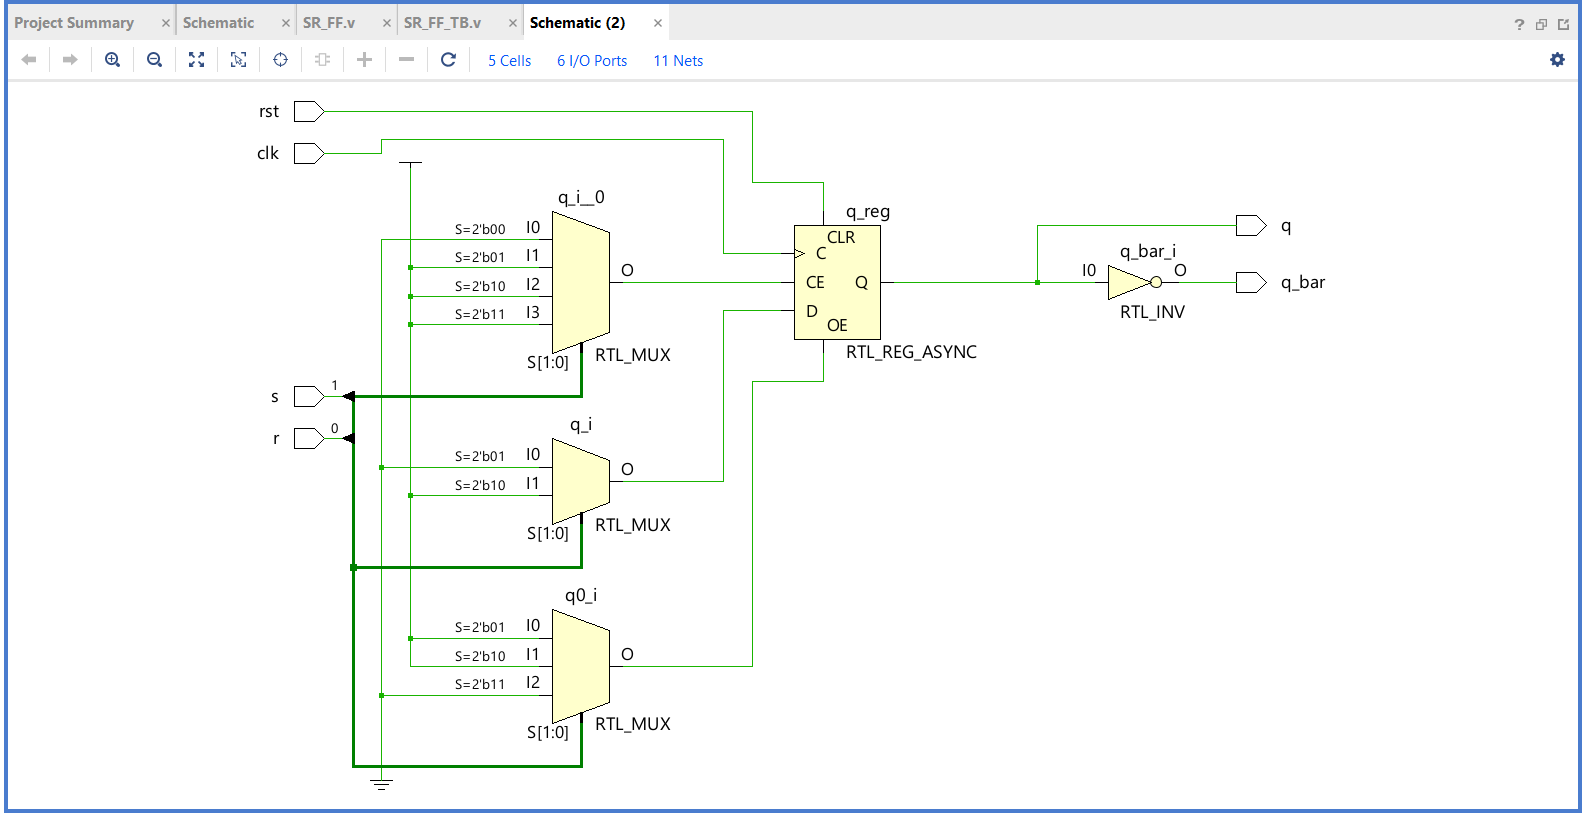 Project Summary × Schematic × SR_FF.v × SR_FF_TB.v × Schematic (2) × ?
5 Cells 6 I/O Ports 11 Nets
rst
clk
q_i__0
S=2'b00 I0
S=2'b01 I1
S=2'b10 I2
S=2'b11 I3
O
S[1:0]
RTL_MUX
q_reg
CLR
C
CE Q
D
OE
RTL_REG_ASYNC
q
q_bar_i
I0 O
q_bar
RTL_INV
s 1
r 0
q_i
S=2'b01 I0
S=2'b10 I1
O
S[1:0]
RTL_MUX
q0_i
S=2'b01 I0
S=2'b10 I1
S=2'b11 I2
O
S[1:0]
RTL_MUX